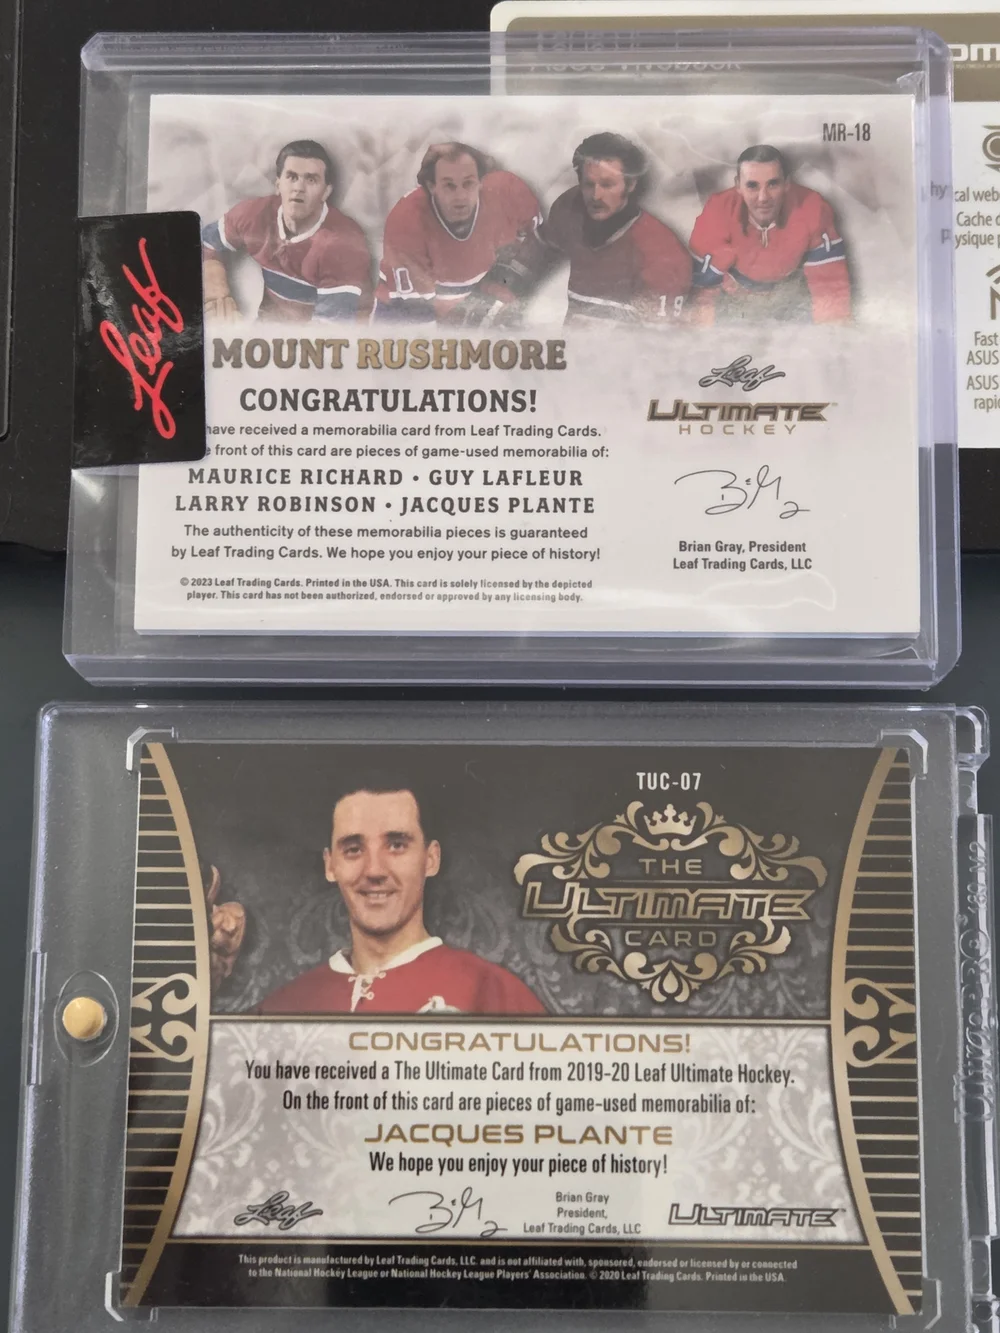 MR-18
Leaf
MOUNT RUSHMORE
CONGRATULATIONS!
have received a memorabilia card from Leaf Trading Cards.
front of this card are pieces of game-used memorabilia of:
MAURICE RICHARD • GUY LAFLEUR
LARRY ROBINSON • JACQUES PLANTE
The authenticity of these memorabilia pieces is guaranteed
by Leaf Trading Cards. We hope you enjoy your piece of history!
© 2023 Leaf Trading Cards. Printed in the USA. This card is solely licensed by the depicted
player. This card has not been authorized, endorsed or approved by any licensing body.
Leaf
ULTIMATE
HOCKEY
Brian Gray, President
Leaf Trading Cards, LLC
cal web
Cache
ysique
Fast
ASUS
ASUS
TUC-07
THE
ULTIMATE
CARD
CONGRATULATIONS!
You have received a The Ultimate Card from 2019-20 Leaf Ultimate Hockey.
On the front of this card are pieces of game-used memorabilia of:
JACQUES PLANTE
We hope you enjoy your piece of history!
Leaf
Brian Gray
President,
Leaf Trading Cards, LLC
ULTIMATE
This product is manufactured by Leaf Trading Cards, LLC. and is not affiliated with, sponsored, endorsed or licensed by or connected
to the National Hockey League or National Hockey League Players' Association. © 2020 Leaf Trading Cards. Printed in the USA.